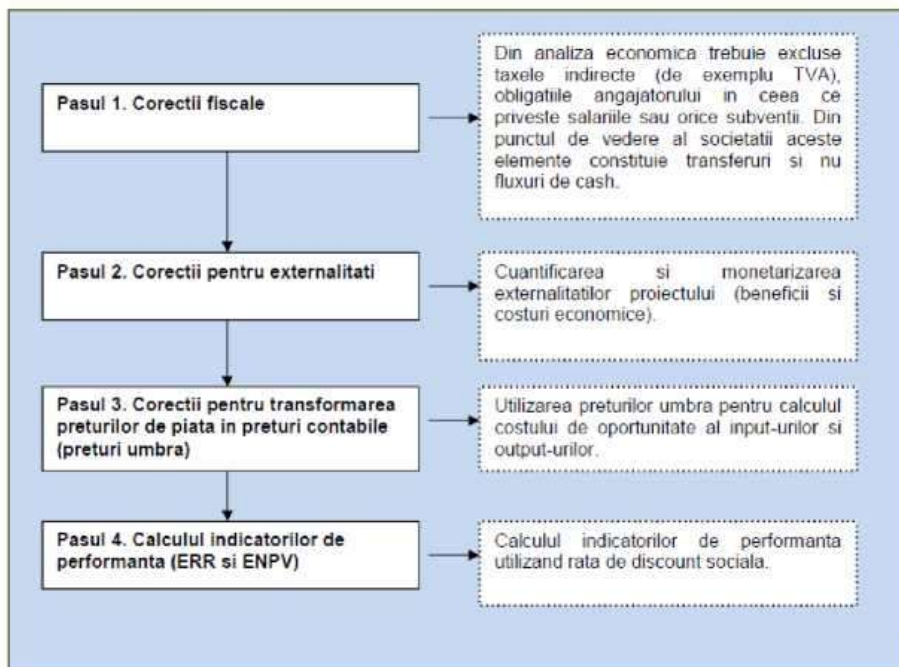 Pasul 1. Corectii fiscale
Din analiza economica trebuie excluse
taxele indirecte (de exemplu TVA),
obligatiile angajatorului in ceea ce
priveste salariile sau orice subventii. Din
punctul de vedere al societatii aceste
elemente constituie transferuri si nu
fluxuri de cash.
Pasul 2. Corectii pentru externalitati
Cuantificarea si monetarizarea
externalitatilor proiectului (beneficii si
costuri economice).
Pasul 3. Corectii pentru transformarea
preturilor de piata in preturi contabile
(preturi umbra)
Utilizarea preturilor umbra pentru calculul
costului de oportunitate al input-urilor si
output-urilor.
Pasul 4. Calculul indicatorilor de
performanta (ERR si ENPV)
Calculul indicatorilor de performanta
utilizand rata de discount sociala.